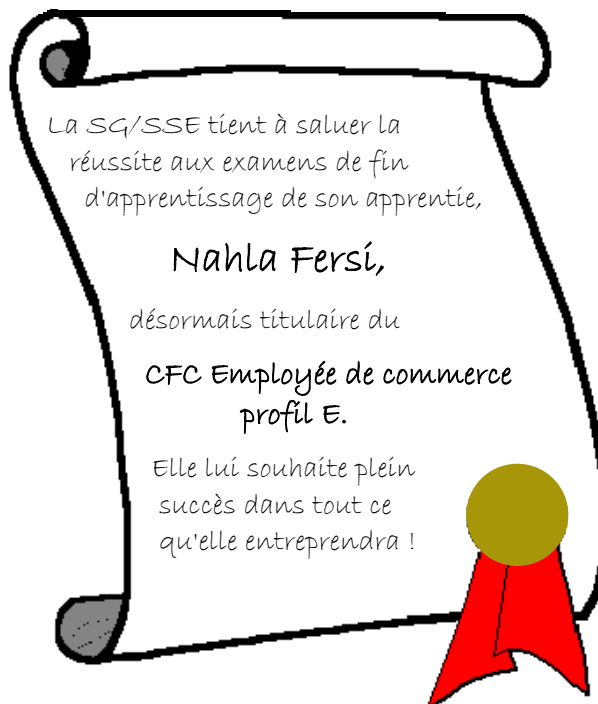 La SG/SSE tient à saluer la
réussite aux examens de fin
d'apprentissage de son apprentie,
Nahla Fersi,
désormais titulaire du
CFC Employée de commerce
profil E.
Elle lui souhaite plein
succès dans tout ce
qu'elle entreprendra !